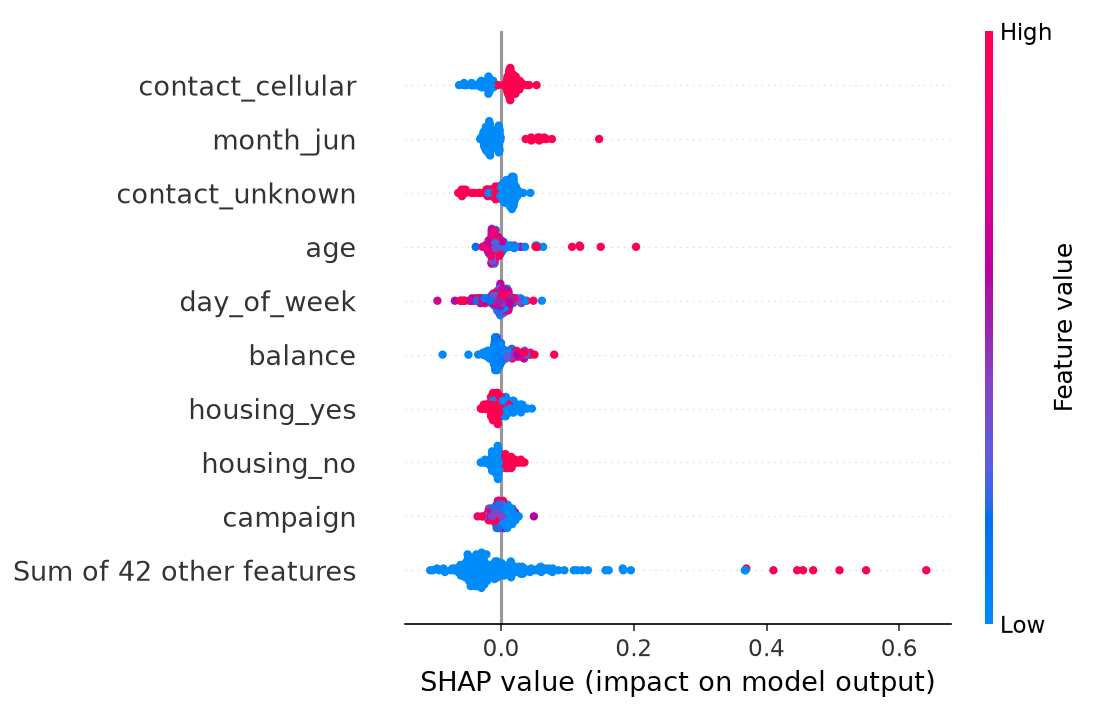 High
contact_cellular
month_jun
contact_unknown
age
day_of_week
balance
housing_yes
housing_no
campaign
Sum of 42 other features
Feature value
Low
0.0 0.2 0.4 0.6
SHAP value (impact on model output)